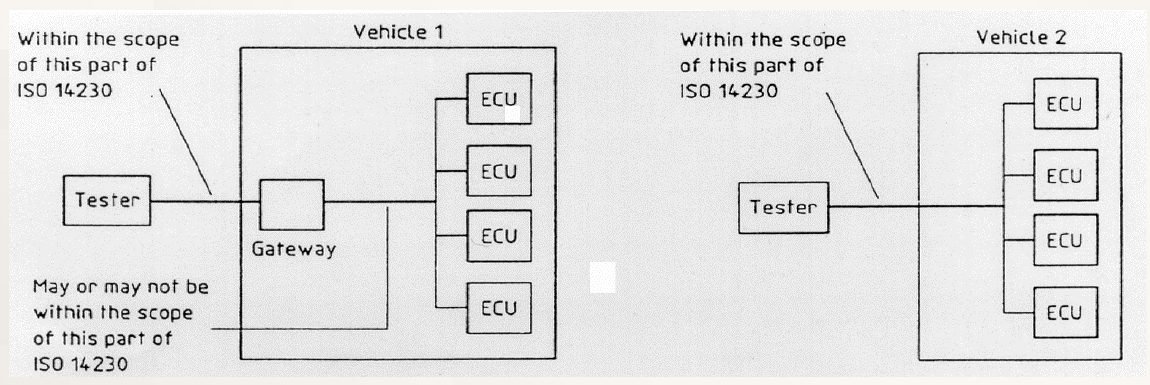 Vehicle 1
Within the scope
of this part of
ISO 14230
ECU
ECU
ECU
ECU
Tester
Gateway
May or may not be
within the scope
of this part of
ISO 14230
Vehicle 2
Within the scope
of this part of
ISO 14230
ECU
ECU
ECU
ECU
Tester